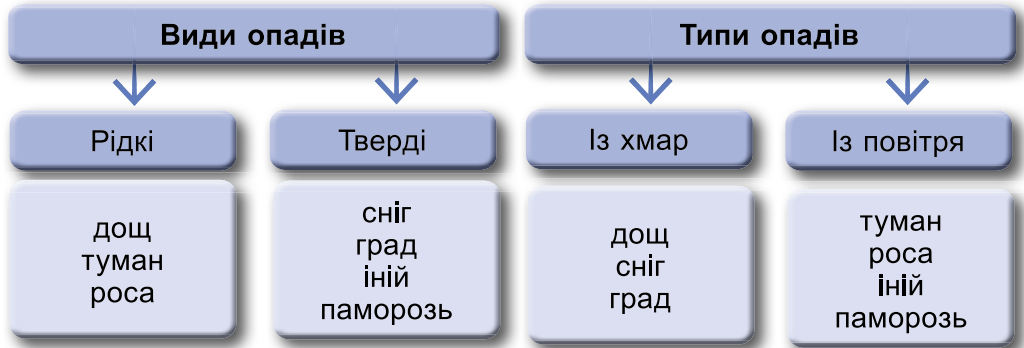 Види опадів
Рідкі
дощ
туман
роса
Тверді
сніг
град
іній
паморозь
Типи опадів
Із хмар
дощ
сніг
град
Із повітря
туман
роса
іній
паморозь